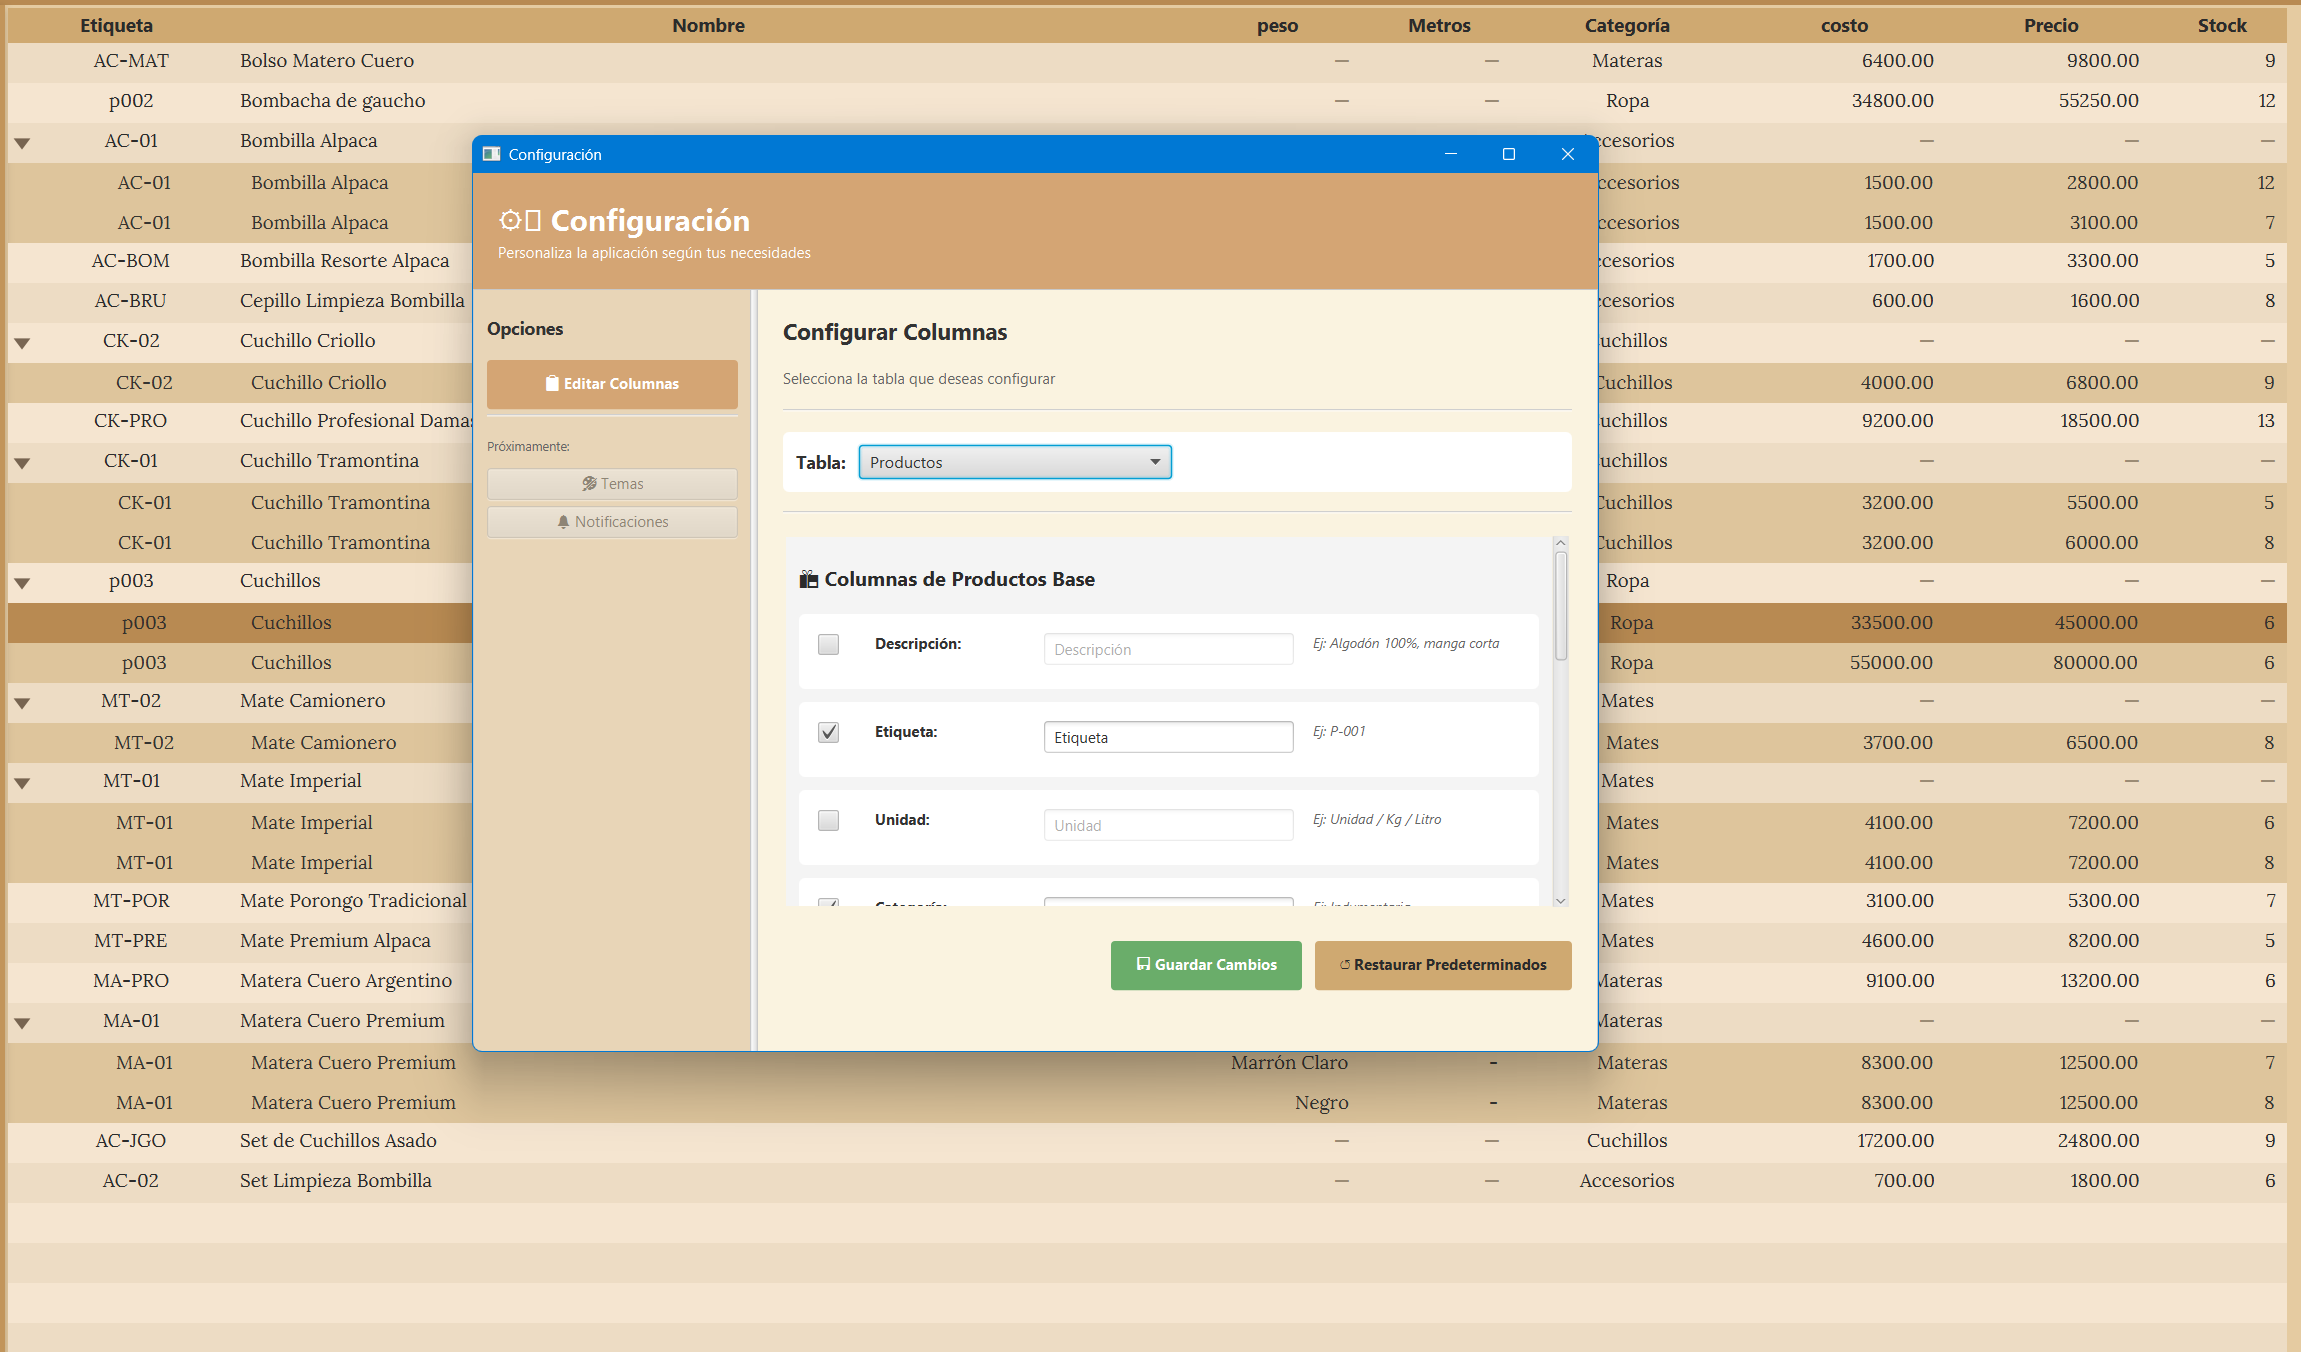 Etiqueta Nombre peso Metros Categoría costo Precio Stock
AC-MAT Bolso Matero Cuero — — Materas 6400.00 9800.00 9
p002 Bombacha de gaucho — — Ropa 34800.00 55250.00 12
AC-01 Bombilla Alpaca ccesorios — — —
AC-01 Bombilla Alpaca ccesorios 1500.00 2800.00 12
AC-01 Bombilla Alpaca ccesorios 1500.00 3100.00 7
AC-BOM Bombilla Resorte Alpaca ccesorios 1700.00 3300.00 5
AC-BRU Cepillo Limpieza Bombilla ccesorios 600.00 1600.00 8
CK-02 Cuchillo Criollo uchillos — — —
CK-02 Cuchillo Criollo Cuchillos 4000.00 6800.00 9
CK-PRO Cuchillo Profesional Damas uchillos 9200.00 18500.00 13
CK-01 Cuchillo Tramontina uchillos — — —
CK-01 Cuchillo Tramontina Cuchillos 3200.00 5500.00 5
CK-01 Cuchillo Tramontina Cuchillos 3200.00 6000.00 8
p003 Cuchillos Ropa — — —
p003 Cuchillos Ropa 33500.00 45000.00 6
p003 Cuchillos Ropa 55000.00 80000.00 6
MT-02 Mate Camionero Mates — — —
MT-02 Mate Camionero Mates 3700.00 6500.00 8
MT-01 Mate Imperial Mates — — —
MT-01 Mate Imperial Mates 4100.00 7200.00 6
MT-01 Mate Imperial Mates 4100.00 7200.00 8
MT-POR Mate Porongo Tradicional Mates 3100.00 5300.00 7
MT-PRE Mate Premium Alpaca Mates 4600.00 8200.00 5
MA-PRO Matera Cuero Argentino Materas 9100.00 13200.00 6
MA-01 Matera Cuero Premium Materas — — —
MA-01 Matera Cuero Premium Marrón Claro - Materas 8300.00 12500.00 7
MA-01 Matera Cuero Premium Negro - Materas 8300.00 12500.00 8
AC-JGO Set de Cuchillos Asado — — Cuchillos 17200.00 24800.00 9
AC-02 Set Limpieza Bombilla — — Accesorios 700.00 1800.00 6
Configuración
Configuración
Personaliza la aplicación según tus necesidades
Opciones
Editar Columnas
Próximamente:
Temas
Notificaciones
Configurar Columnas
Selecciona la tabla que deseas configurar
Tabla: Productos
Columnas de Productos Base
Descripción: Descripción Ej: Algodón 100%, manga corta
Etiqueta: Etiqueta Ej: P-001
Unidad: Unidad Ej: Unidad / Kg / Litro
Categoría: Ej: Indumentaria
Guardar Cambios
Restaurar Predeterminados